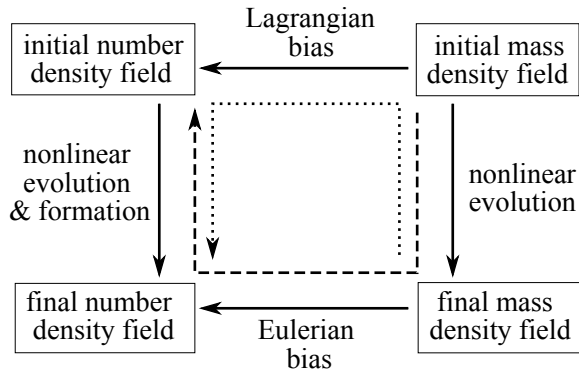 Lagrangian
bias
initial number
density field
initial mass
density field
nonlinear
evolution
& formation
nonlinear
evolution
final number
density field
Eulerian
bias
final mass
density field